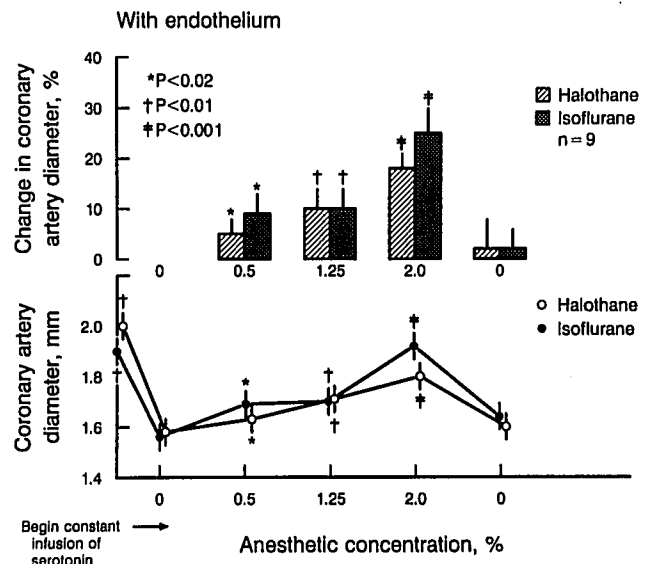 With endothelium
Change in coronary
artery diameter, %
40
30
20
10
0
*P<0.02
†P<0.01
‡P<0.001
Halothane
Isoflurane
n=9
* * † † ‡ ‡
0 0.5 1.25 2.0 0
Coronary artery
diameter, mm
2.0
1.8
1.6
1.4
Halothane
Isoflurane
† † * * † † ‡ ‡
0 0.5 1.25 2.0 0
Begin constant
infusion of
serotonin
Anesthetic concentration, %